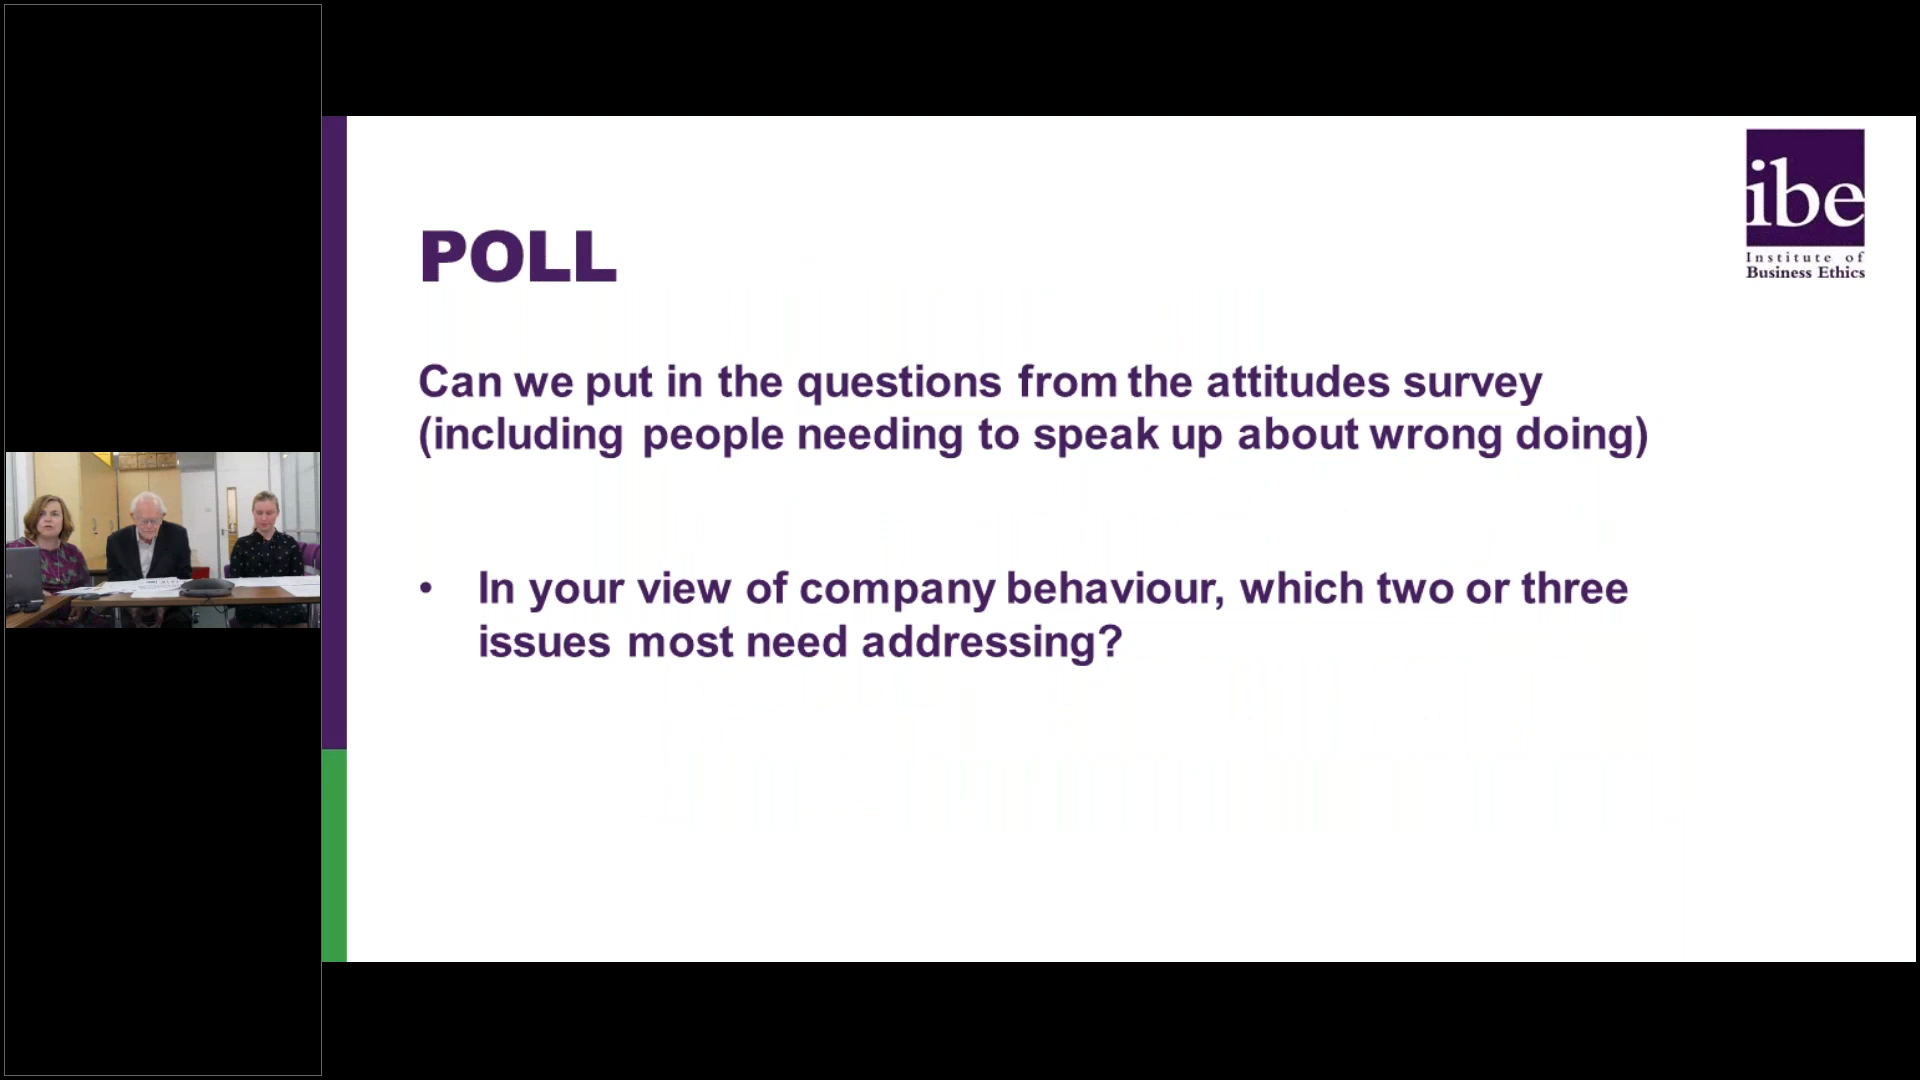 ibe
Institute of
Business Ethics
POLL
Can we put in the questions from the attitudes survey
(including people needing to speak up about wrong doing)
• In your view of company behaviour, which two or three
issues most need addressing?